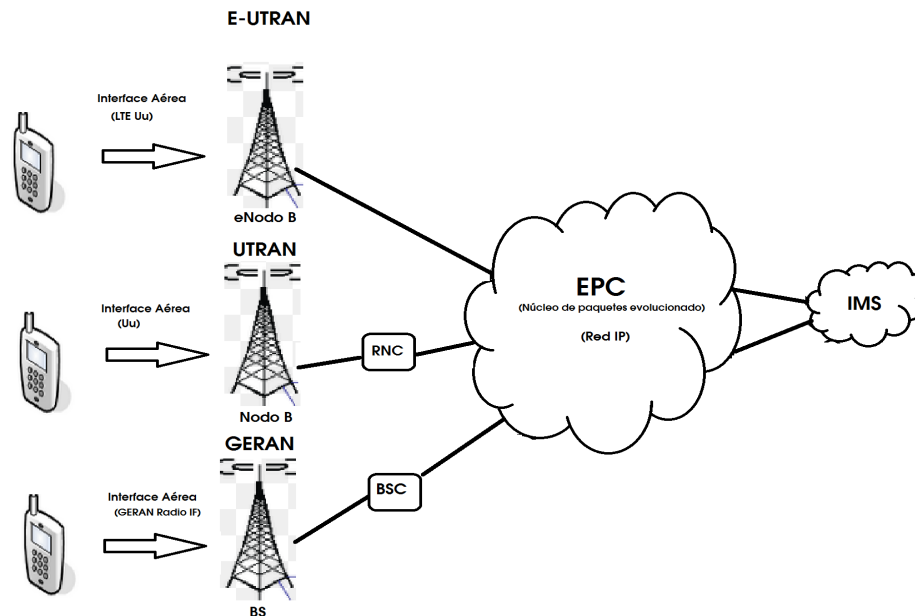 E-UTRAN
Interface Aérea
(LTE Uu)
eNodo B
UTRAN
Interface Aérea
(Uu)
RNC
Nodo B
GERAN
Interface Aérea
(GERAN Radio IF)
BSC
BS
EPC
(Núcleo de paquetes evolucionado)
(Red IP)
IMS